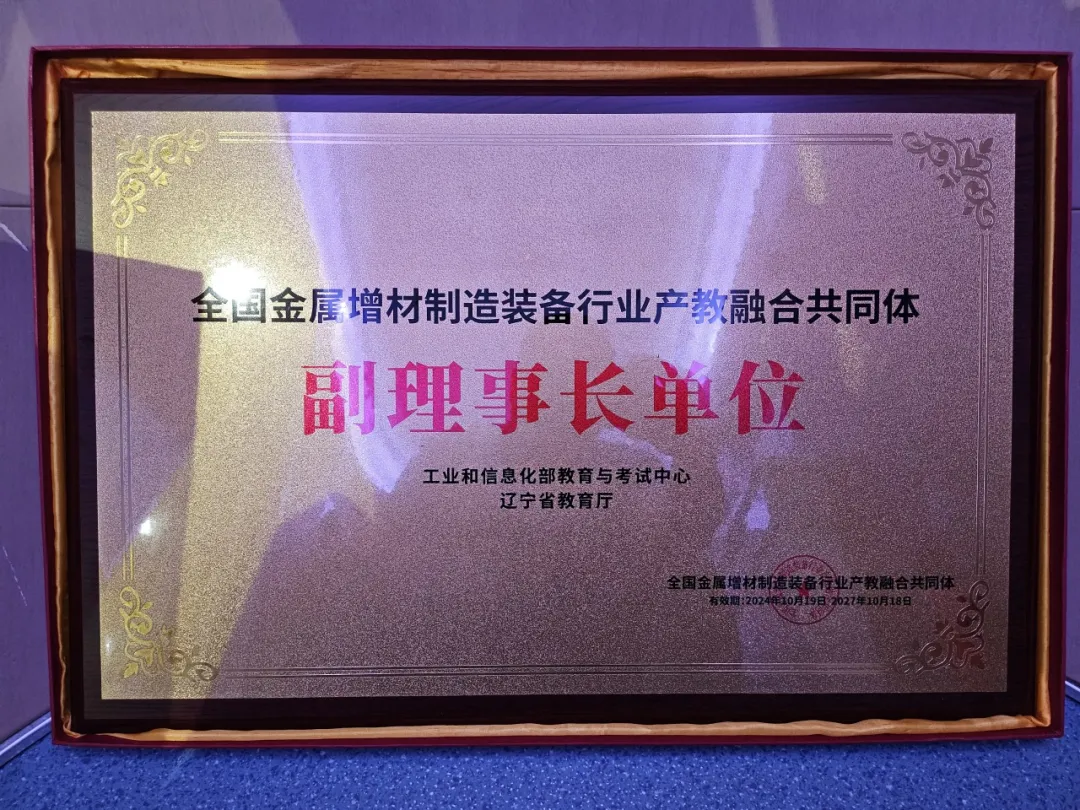 全国金属增材制造装备行业产教融合共同体
副理事长单位
工业和信息化部教育与考试中心
辽宁省教育厅
全国金属增材制造装备行业产教融合共同体
有效期：2024年10月19日-2027年10月18日